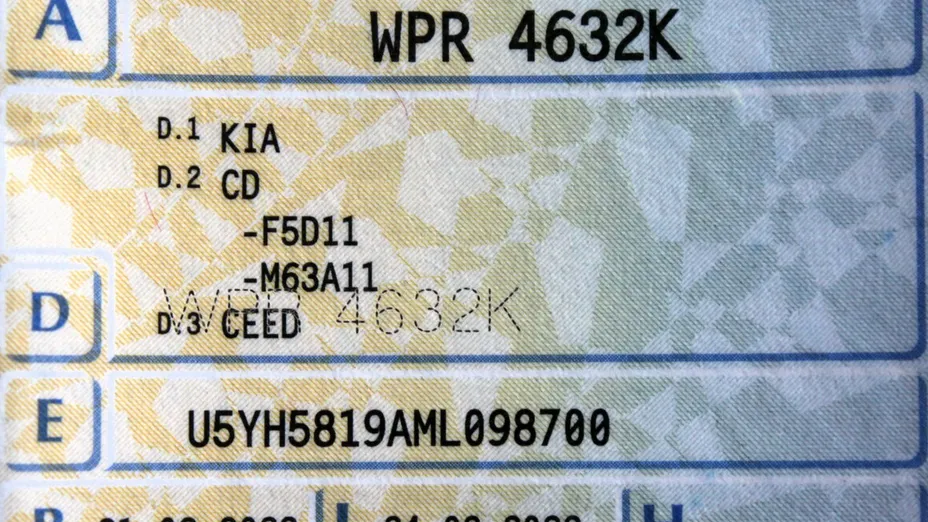 A WPR 4632K
D.1 KIA
D.2 CD
-F5D11
-M63A11
WPR 4632K
D D.3 CEED
E U5YH5819AML098700